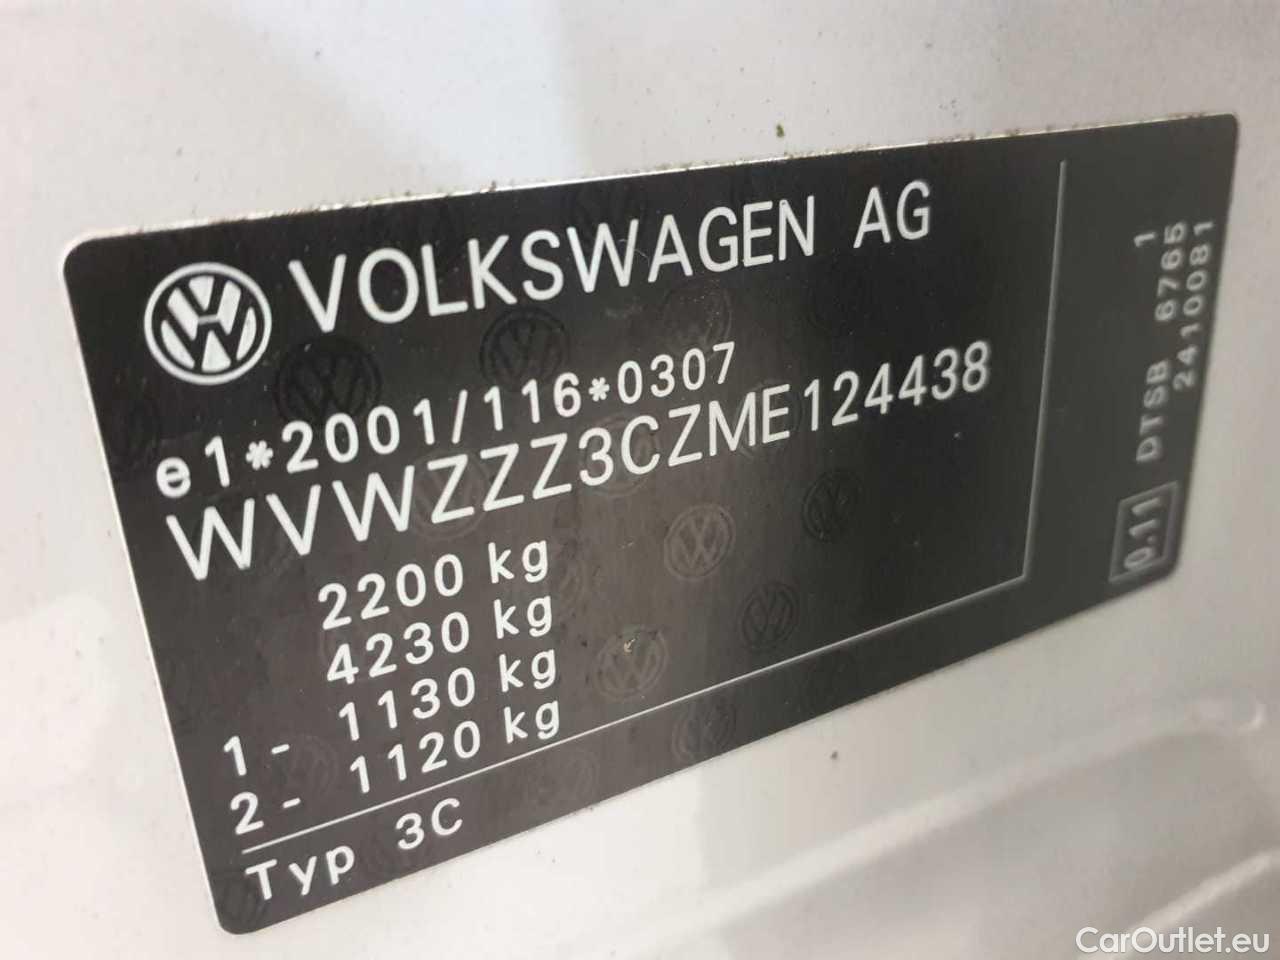 VOLKSWAGEN AG
e1*2001/116*0307
WVWZZZ3CZME124438
2200 kg
4230 kg
1- 1130 kg
2- 1120 kg
Typ 3C
0.11 DTSB 6765 1
2410081
CarOutlet.eu